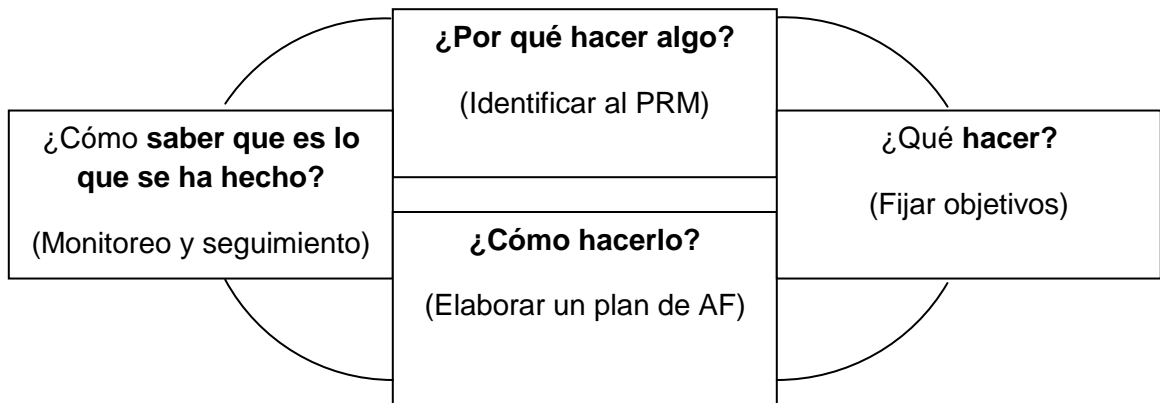 ¿Por qué hacer algo?
(Identificar al PRM)
¿Cómo saber que es lo
que se ha hecho?
(Monitoreo y seguimiento)
¿Qué hacer?
(Fijar objetivos)
¿Cómo hacerlo?
(Elaborar un plan de AF)